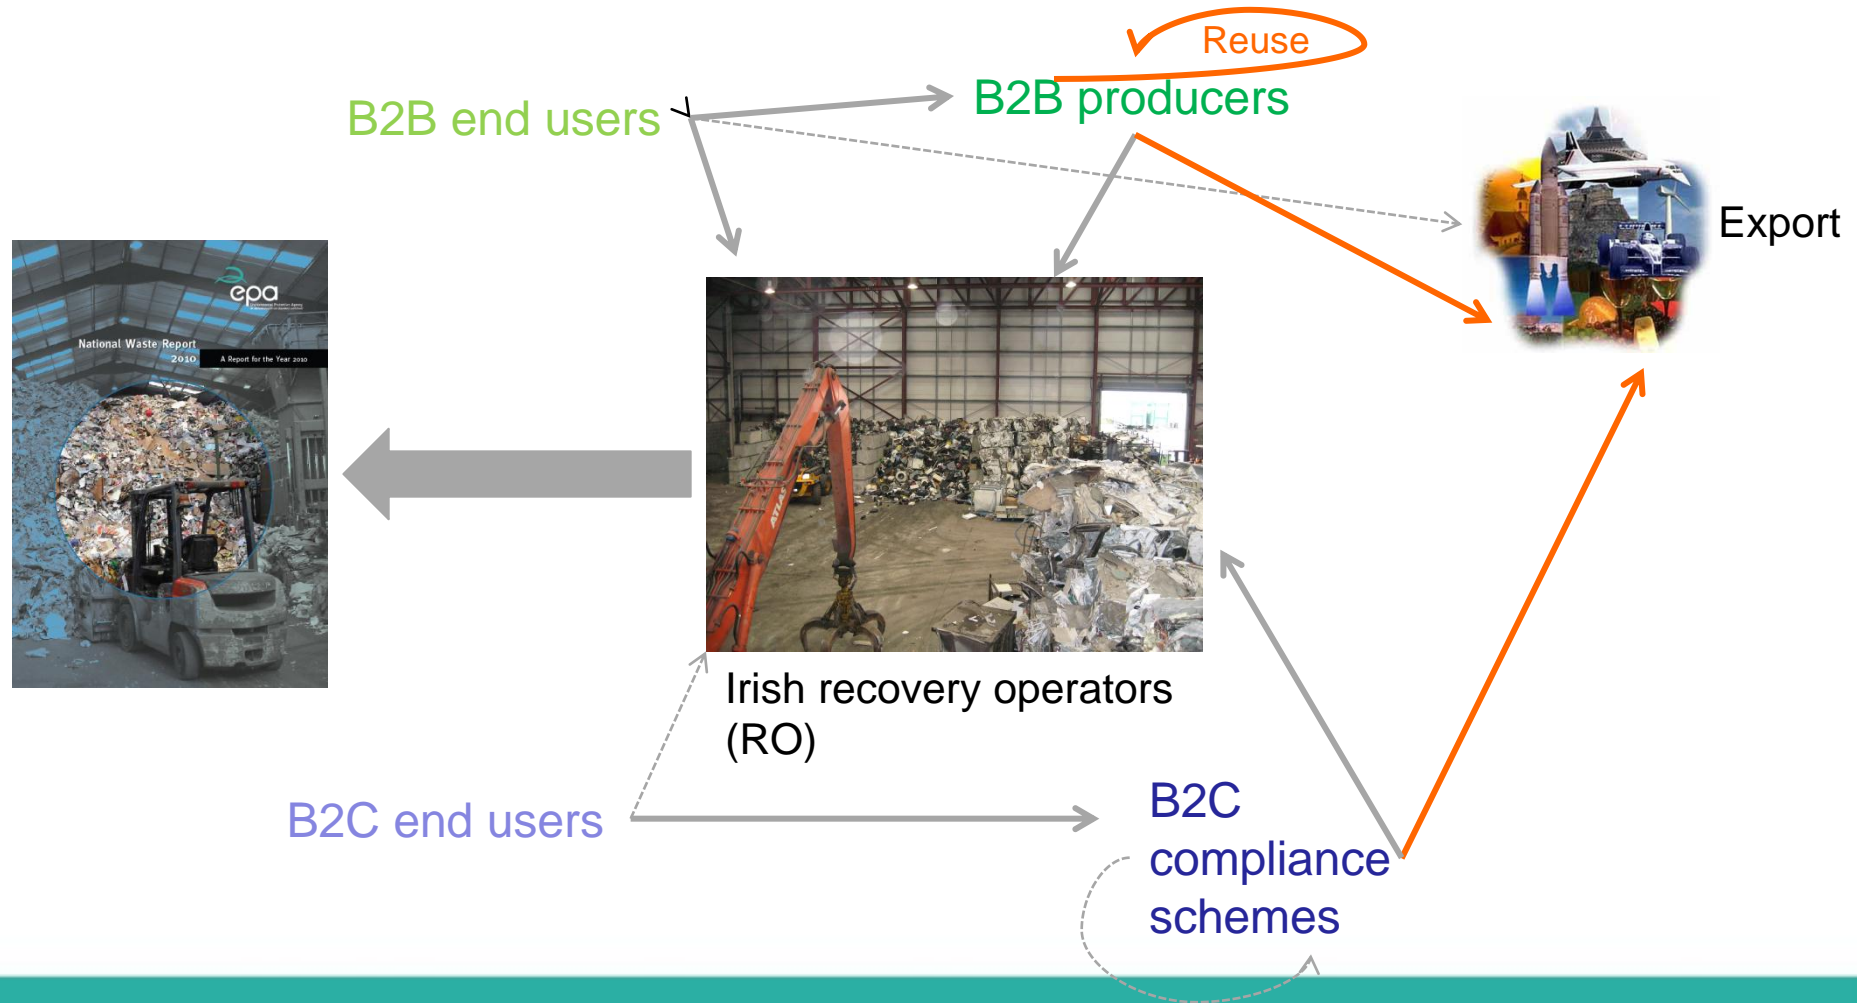 Reuse
B2B end users
B2B producers
Export
epa
National Waste Report
2010
A Report for the Year 2010
ATLAS
Irish recovery operators
(RO)
B2C end users
B2C
compliance
schemes